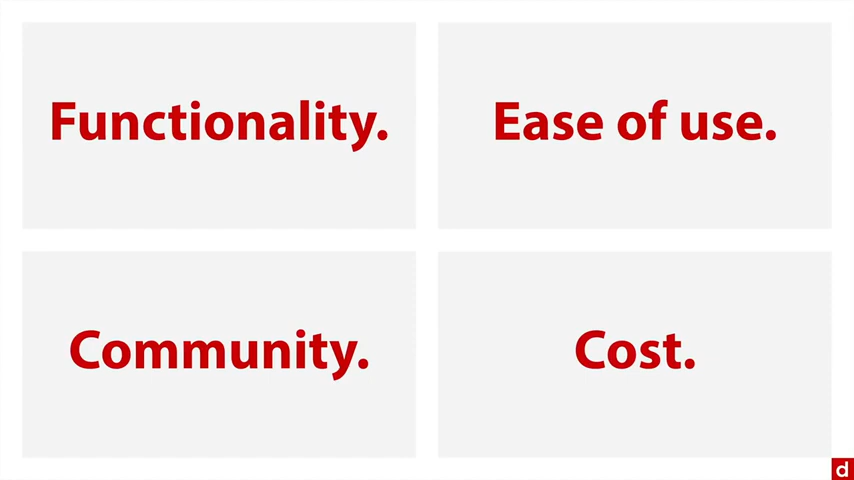 Functionality.
Ease of use.
Community.
Cost.
d